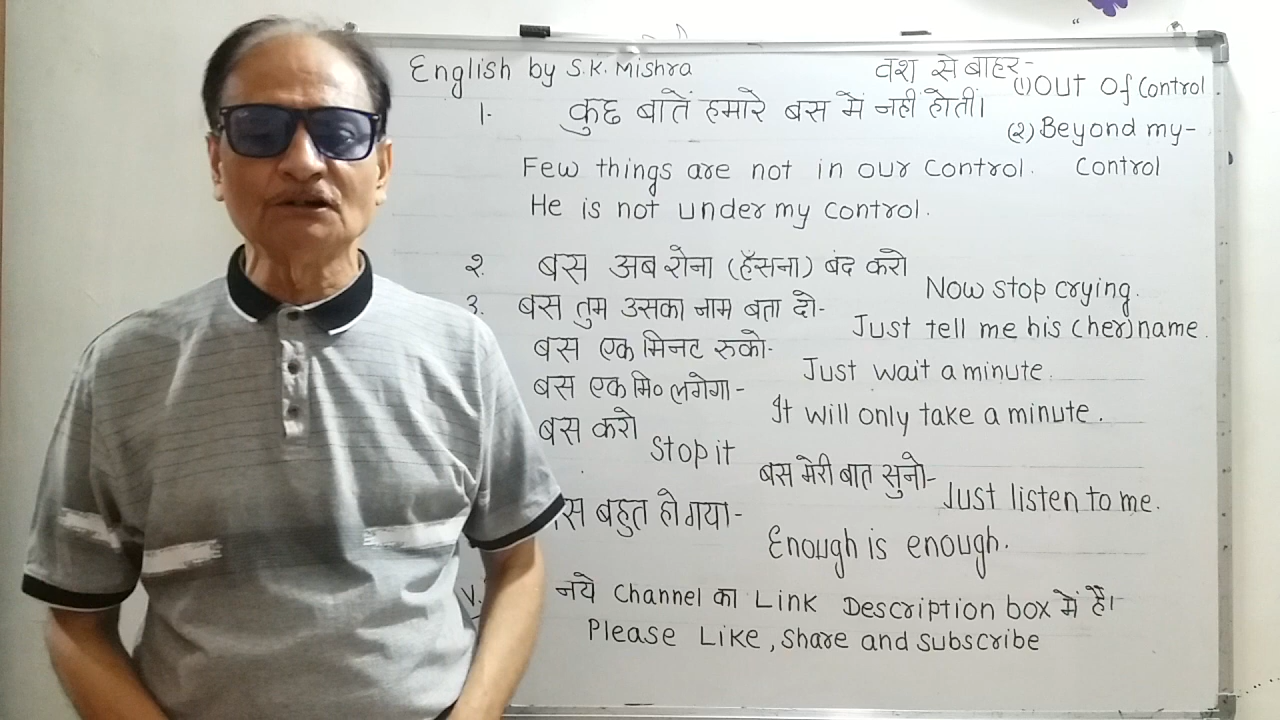 English by S.K. Mishra
वश से बाहर-
(1) Out of Control.
1. कुछ बातें हमारे बस में नहीं होतीं।
(२) Beyond my-
Control
Few things are not in our control.
He is not under my control.
२. बस अब रोना (हँसना) बंद करो
Now stop crying.
3. बस तुम उसका नाम बता दो-
Just tell me his (her) name.
बस एक मिनट रुको-
Just wait a minute.
बस एक मि० लगेगा-
It will only take a minute.
बस करो
Stop it
बस मेरी बात सुनो-
Just listen to me.
बहुत हो गया-
Enough is enough.
नये Channel का Link Description box में है।
Please Like, Share and Subscribe